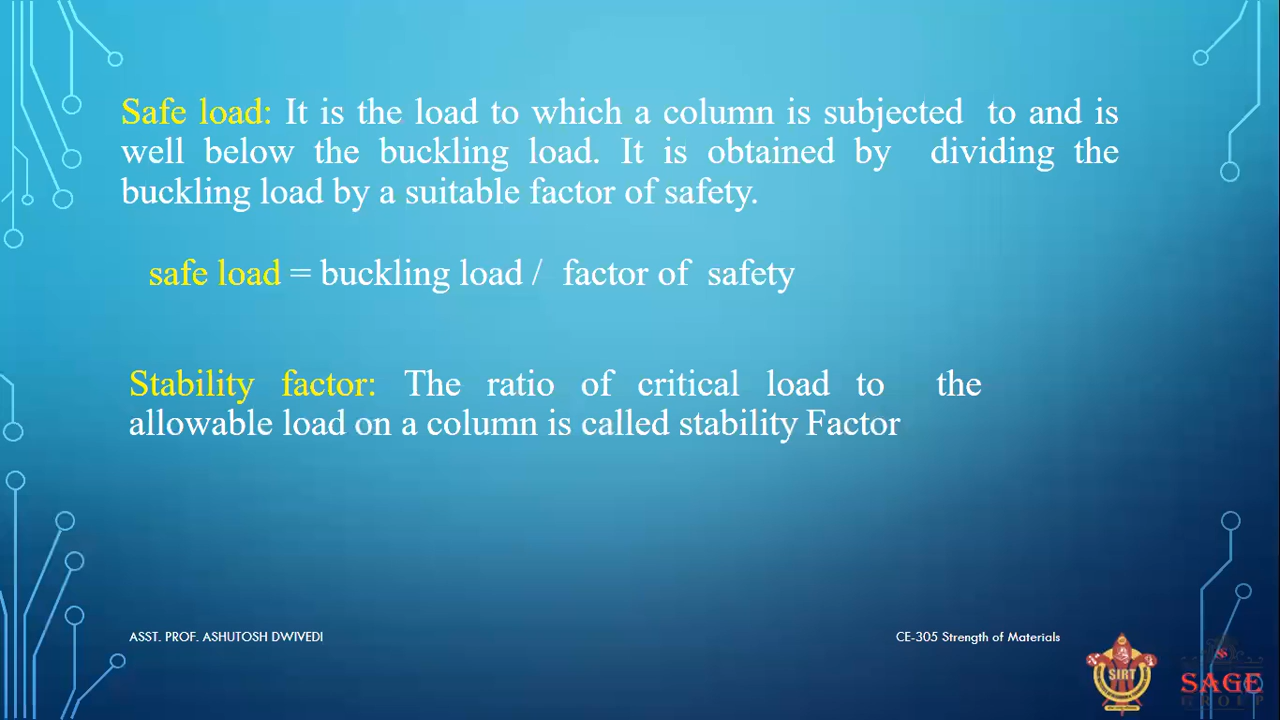 Safe load: It is the load to which a column is subjected to and is
well below the buckling load. It is obtained by dividing the
buckling load by a suitable factor of safety.
safe load = buckling load / factor of safety
Stability factor: The ratio of critical load to the
allowable load on a column is called stability Factor
ASST. PROF. ASHUTOSH DWIVEDI
CE-305 Strength of Materials
SIRT
SAGE
GROUP